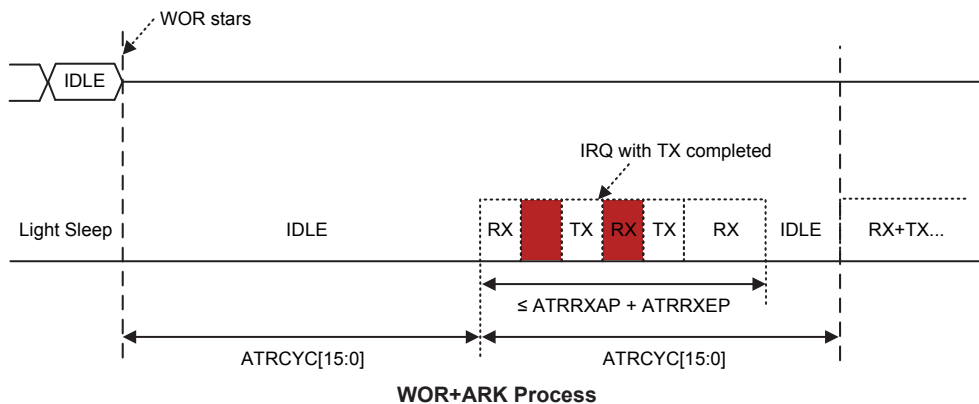 WOR stars
IDLE
IRQ with TX completed
Light Sleep IDLE RX TX RX TX RX IDLE RX+TX...
≤ ATRRXAP + ATRRXEP
ATRCYC[15:0] ATRCYC[15:0]
WOR+ARK Process